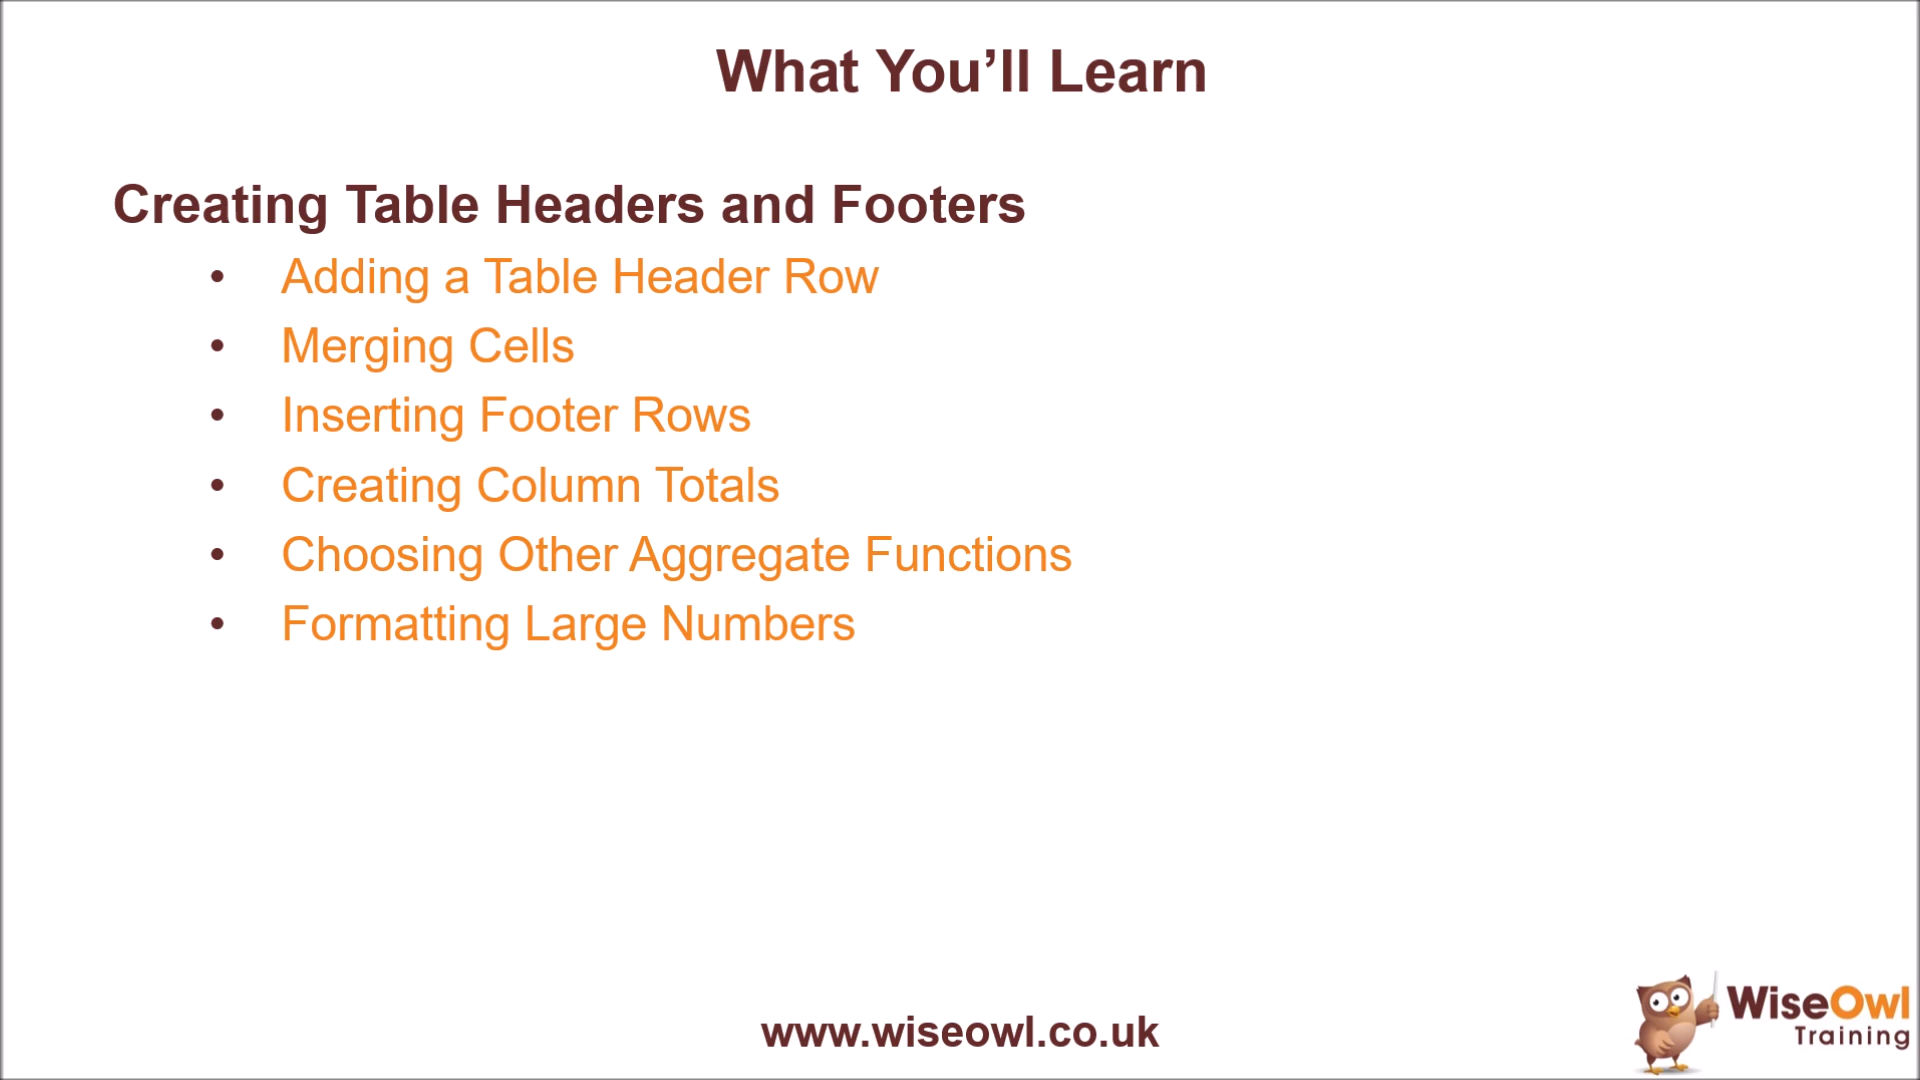 What You’ll Learn
Creating Table Headers and Footers
• Adding a Table Header Row
• Merging Cells
• Inserting Footer Rows
• Creating Column Totals
• Choosing Other Aggregate Functions
• Formatting Large Numbers
www.wiseowl.co.uk
WiseOwl
Training